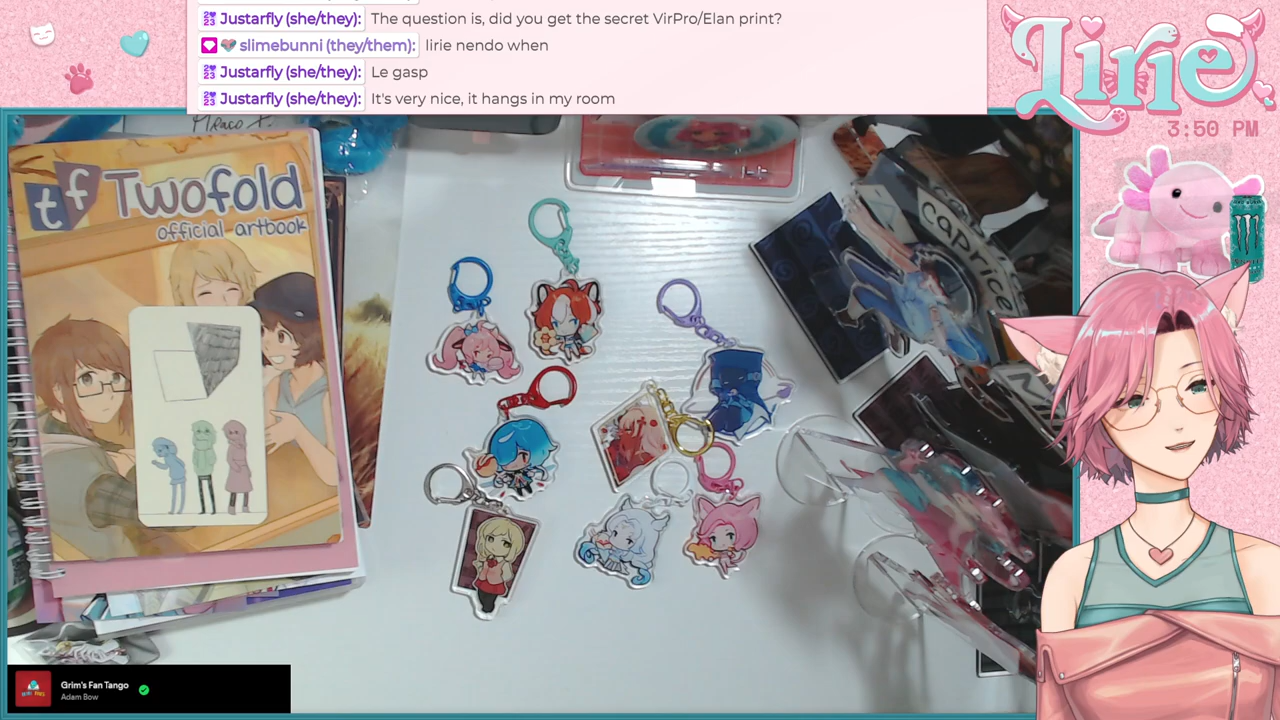 Justarfly (she/they): The question is, did you get the secret VirPro/Elan print?
slimebunni (they/them): lirie nendo when
Justarfly (she/they): Le gasp
Justarfly (she/they): It's very nice, it hangs in my room
Lirie
3:50 PM
tf Twofold
official artbook
caprice
Grim's Fan Tango
Adam Bow